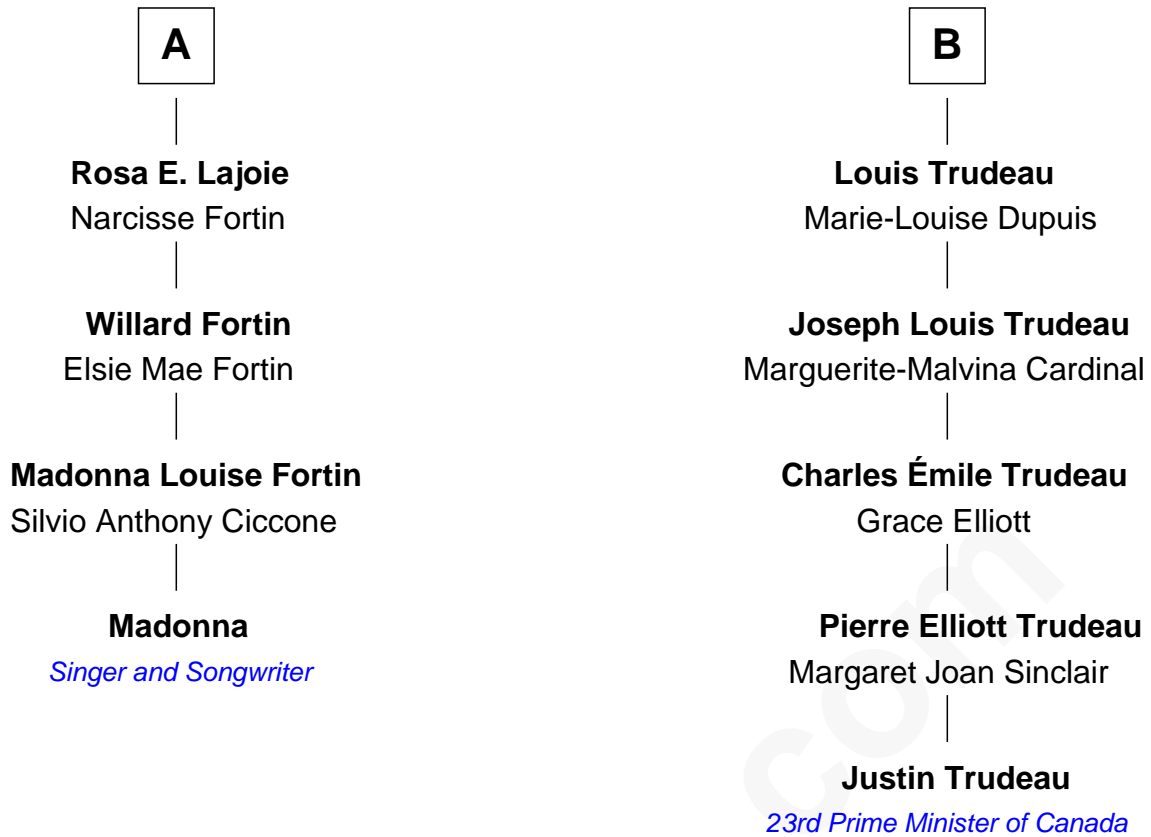 A
Rosa E. Lajoie
Narcisse Fortin
Willard Fortin
Elsie Mae Fortin
Madonna Louise Fortin
Silvio Anthony Ciccone
Madonna
Singer and Songwriter
B
Louis Trudeau
Marie-Louise Dupuis
Joseph Louis Trudeau
Marguerite-Malvina Cardinal
Charles Émile Trudeau
Grace Elliott
Pierre Elliott Trudeau
Margaret Joan Sinclair
Justin Trudeau
23rd Prime Minister of Canada
com